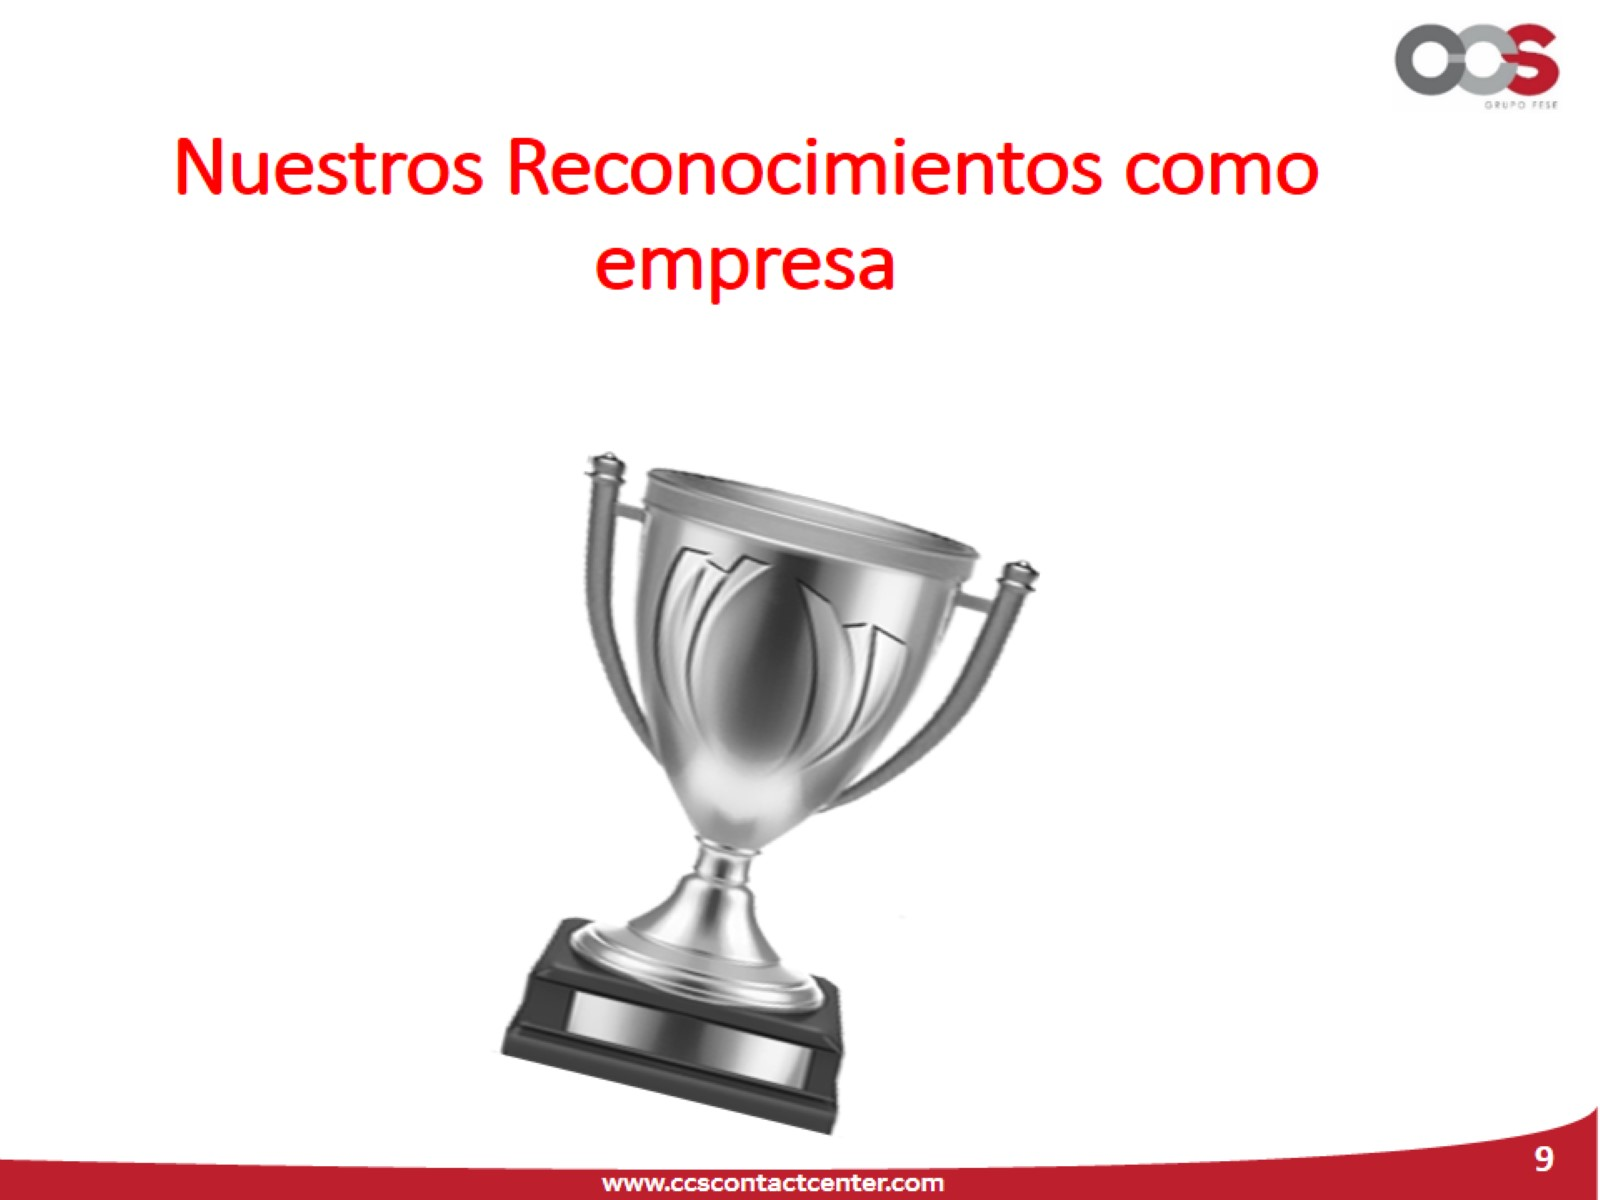 CCS
GRUPO FESE
Nuestros Reconocimientos como
empresa
9
www.ccscontactcenter.com